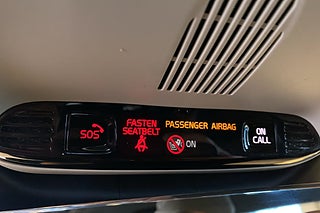 SOS
FASTEN
SEATBELT
PASSENGER AIRBAG
ON
ON
CALL